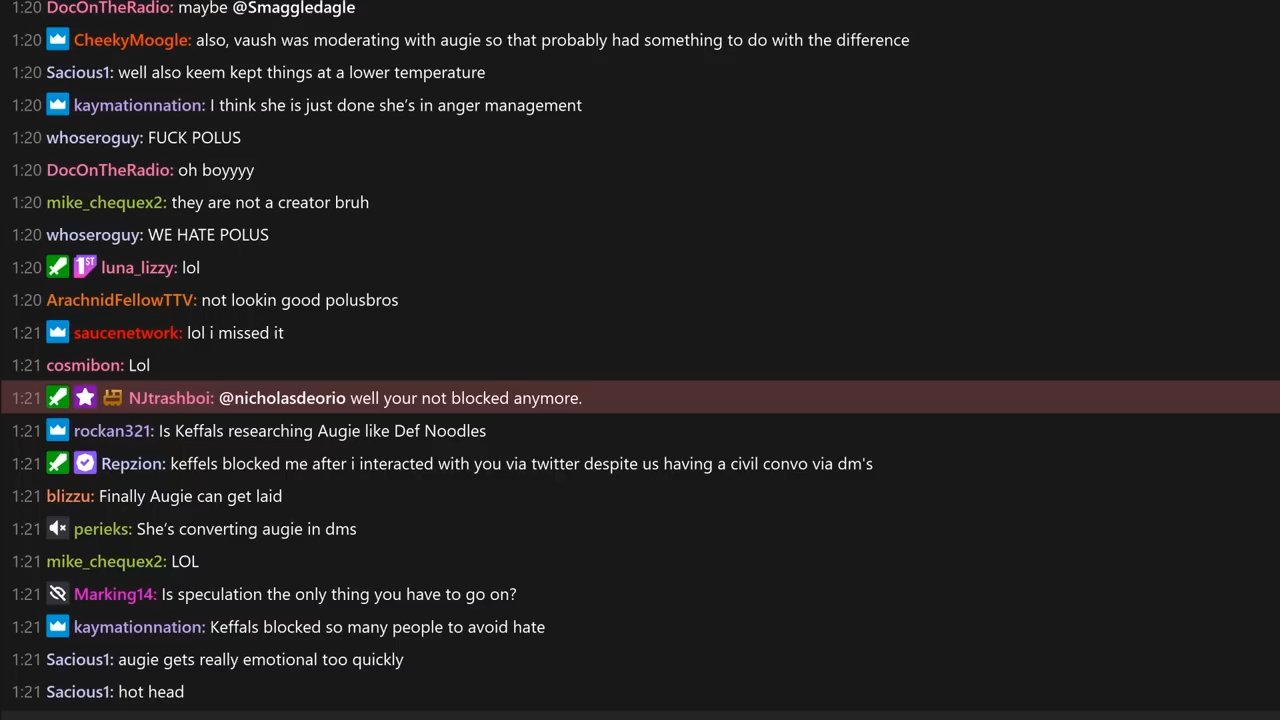 1:20 DocOnTheRadio: maybe @Smaggledagle
1:20 CheekyMoogle: also, vaush was moderating with augie so that probably had something to do with the difference
1:20 Sacious1: well also keem kept things at a lower temperature
1:20 kaymationnation: I think she is just done she's in anger management
1:20 whoseroguy: FUCK POLUS
1:20 DocOnTheRadio: oh boyyyy
1:20 mike_chequex2: they are not a creator bruh
1:20 whoseroguy: WE HATE POLUS
1:20 1ST luna_lizzy: lol
1:20 ArachnidFellowTTV: not lookin good polusbros
1:21 saucenetwork: lol i missed it
1:21 cosmibon: Lol
1:21 NJtrashboi: @nicholasdeorio well your not blocked anymore.
1:21 rockan321: Is Keffals researching Augie like Def Noodles
1:21 Repzion: keffels blocked me after i interacted with you via twitter despite us having a civil convo via dm's
1:21 blizzu: Finally Augie can get laid
1:21 perieks: She's converting augie in dms
1:21 mike_chequex2: LOL
1:21 Marking14: Is speculation the only thing you have to go on?
1:21 kaymationnation: Keffals blocked so many people to avoid hate
1:21 Sacious1: augie gets really emotional too quickly
1:21 Sacious1: hot head